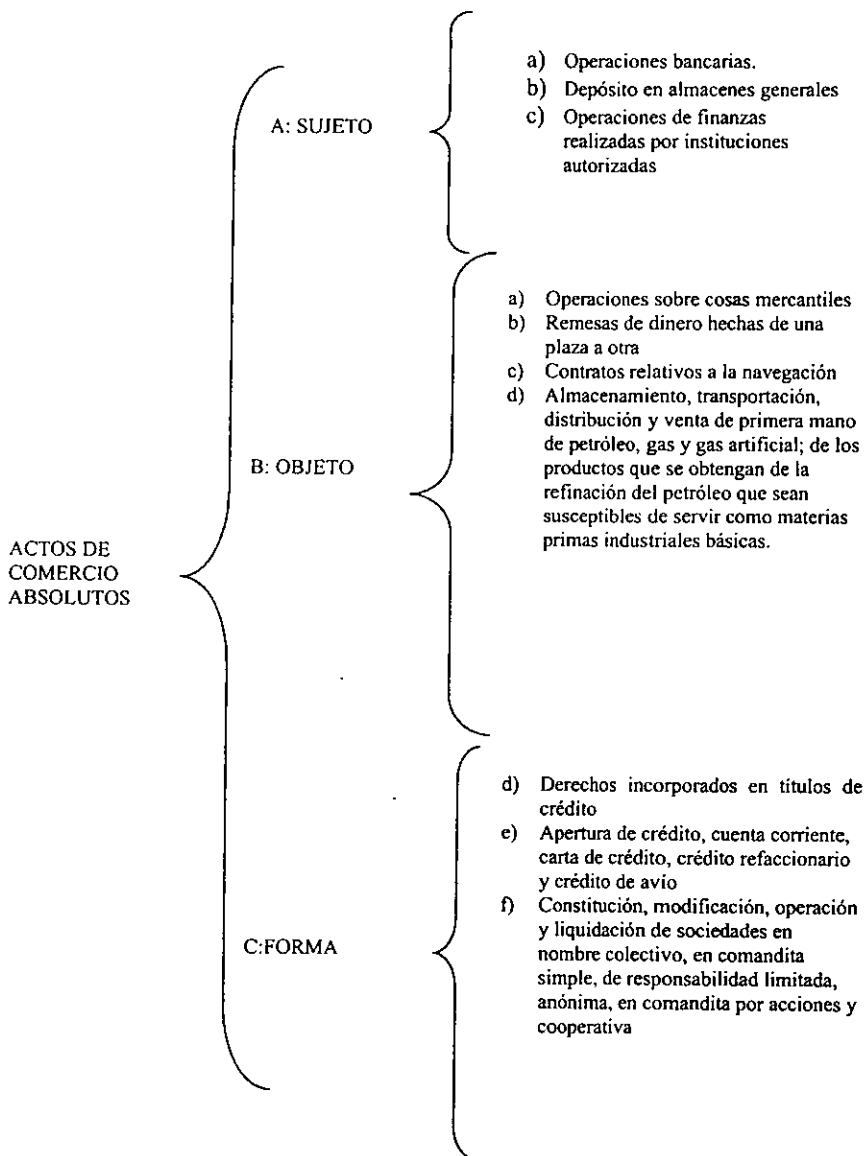 a) Operaciones bancarias.
b) Depósito en almacenes generales
c) Operaciones de finanzas
realizadas por instituciones
autorizadas
A: SUJETO
a) Operaciones sobre cosas mercantiles
b) Remesas de dinero hechas de una
plaza a otra
c) Contratos relativos a la navegación
d) Almacenamiento, transportación,
distribución y venta de primera mano
de petróleo, gas y gas artificial; de los
productos que se obtengan de la
refinación del petróleo que sean
susceptibles de servir como materias
primas industriales básicas.
B: OBJETO
ACTOS DE
COMERCIO
ABSOLUTOS
d) Derechos incorporados en títulos de
crédito
e) Apertura de crédito, cuenta corriente,
carta de crédito, crédito refaccionario
y crédito de avío
f) Constitución, modificación, operación
y liquidación de sociedades en
nombre colectivo, en comandita
simple, de responsabilidad limitada,
anónima, en comandita por acciones y
cooperativa
C:FORMA